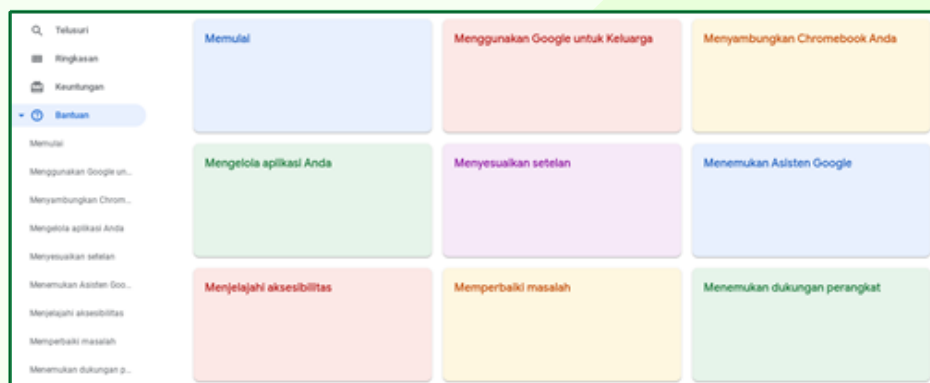 Telusuri
Ringkasan
Keuntungan
Bantuan
Memulai
Menggunakan Google un...
Menyambungkan Chrom...
Mengelola aplikasi Anda
Menyesuaikan setelan
Menemukan Asisten Goo...
Menjelajahi aksesibilitas
Memperbaiki masalah
Menemukan dukungan p...
Memulai
Menggunakan Google untuk Keluarga
Menyambungkan Chromebook Anda
Mengelola aplikasi Anda
Menyesuaikan setelan
Menemukan Asisten Google
Menjelajahi aksesibilitas
Memperbaiki masalah
Menemukan dukungan perangkat